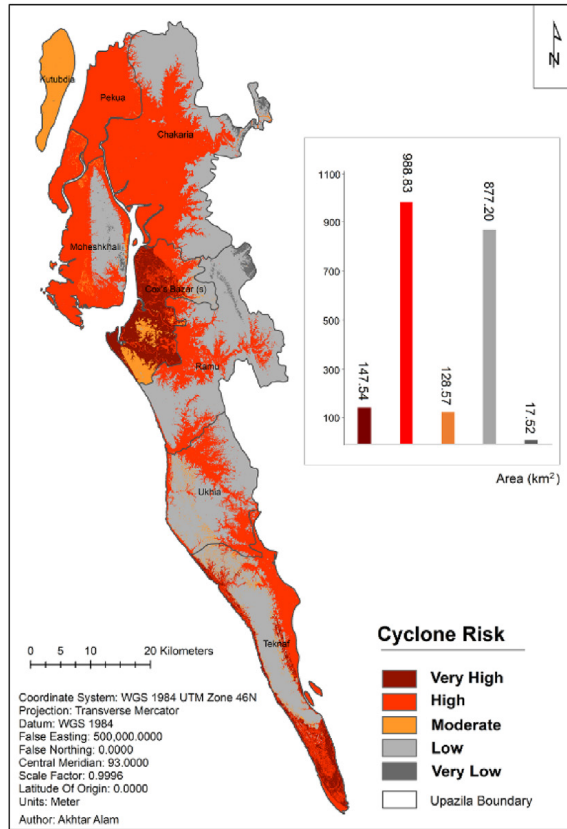 N
Kutubdia
Pekua
Chakaria
Moheshkhali
Cox's Bazar (s)
Ramu
Ukhia
Teknaf
1100
900
700
500
300
100
147.54
988.83
128.57
877.20
17.52
Area (km²)
0 5 10 20 Kilometers
Coordinate System: WGS 1984 UTM Zone 46N
Projection: Transverse Mercator
Datum: WGS 1984
False Easting: 500,000.0000
False Northing: 0.0000
Central Meridian: 93.0000
Scale Factor: 0.9996
Latitude Of Origin: 0.0000
Units: Meter
Author: Akhtar Alam
Cyclone Risk
Very High
High
Moderate
Low
Very Low
Upazila Boundary